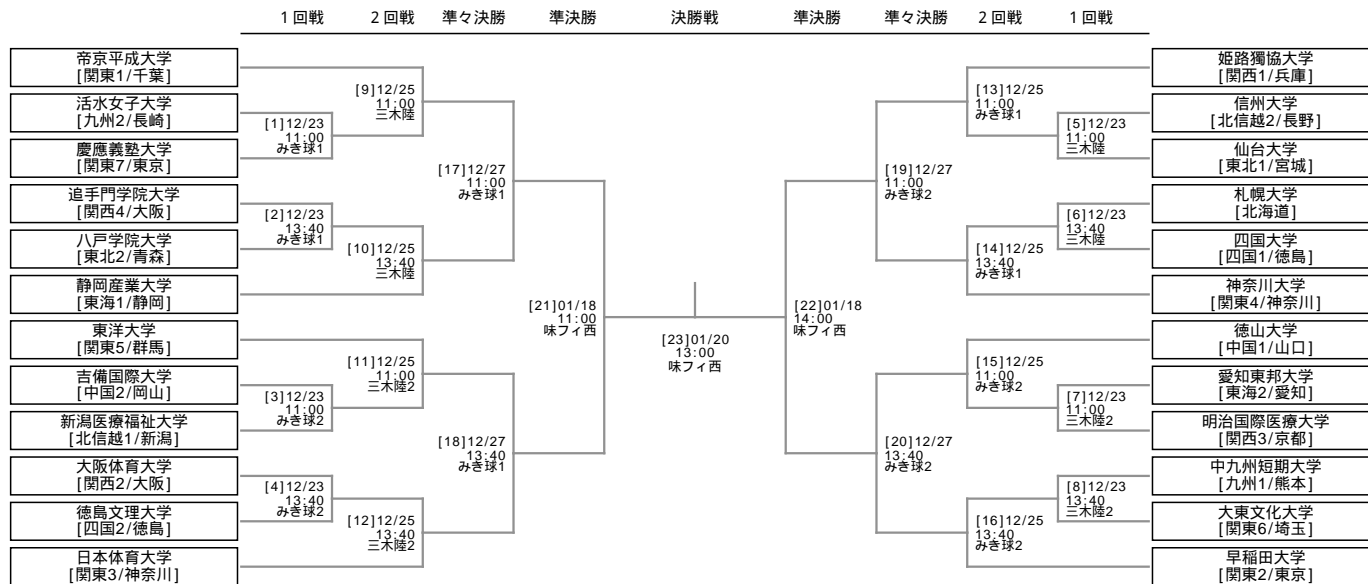 1回戦 2回戦 準々決勝 準決勝 決勝戦 準決勝 準々決勝 2回戦 1回戦
帝京平成大学
[関東1/千葉]
活水女子大学
[九州2/長崎]
慶應義塾大学
[関東7/東京]
追手門学院大学
[関西4/大阪]
八戸学院大学
[東北2/青森]
静岡産業大学
[東海1/静岡]
東洋大学
[関東5/群馬]
吉備国際大学
[中国2/岡山]
新潟医療福祉大学
[北信越1/新潟]
大阪体育大学
[関西2/大阪]
徳島文理大学
[四国2/徳島]
日本体育大学
[関東3/神奈川]
[1]12/23
11:00
みき球1
[2]12/23
13:40
みき球1
[3]12/23
11:00
みき球2
[4]12/23
13:40
みき球2
[9]12/25
11:00
三木陸
[10]12/25
13:40
三木陸
[11]12/25
11:00
三木陸2
[12]12/25
13:40
三木陸2
[17]12/27
11:00
みき球1
[18]12/27
13:40
みき球1
[21]01/18
11:00
味フィ西
[23]01/20
13:00
味フィ西
[22]01/18
14:00
味フィ西
[19]12/27
11:00
みき球2
[20]12/27
13:40
みき球2
[13]12/25
11:00
みき球1
[14]12/25
13:40
みき球1
[15]12/25
11:00
みき球2
[16]12/25
13:40
みき球2
[5]12/23
11:00
三木陸
[6]12/23
13:40
三木陸
[7]12/23
11:00
三木陸2
[8]12/23
13:40
三木陸2
姫路獨協大学
[関西1/兵庫]
信州大学
[北信越2/長野]
仙台大学
[東北1/宮城]
札幌大学
[北海道]
四国大学
[四国1/徳島]
神奈川大学
[関東4/神奈川]
徳山大学
[中国1/山口]
愛知東邦大学
[東海2/愛知]
明治国際医療大学
[関西3/京都]
中九州短期大学
[九州1/熊本]
大東文化大学
[関東6/埼玉]
早稲田大学
[関東2/東京]